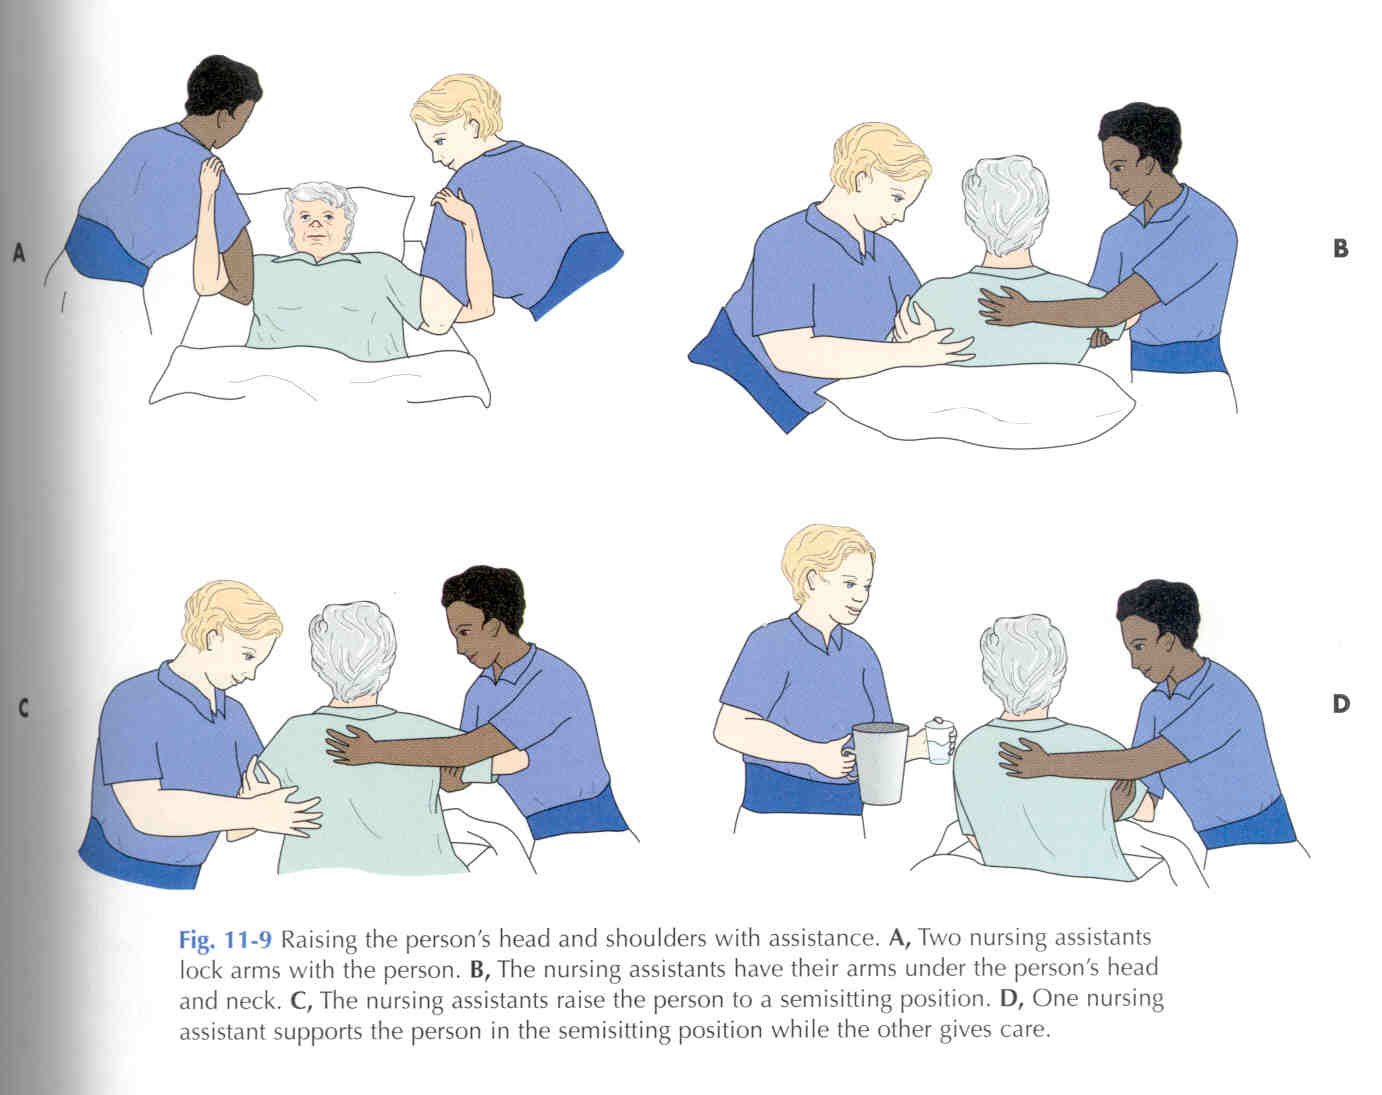 A
B
C
D
Fig. 11-9 Raising the person's head and shoulders with assistance. A, Two nursing assistants
lock arms with the person. B, The nursing assistants have their arms under the person's head
and neck. C, The nursing assistants raise the person to a semisitting position. D, One nursing
assistant supports the person in the semisitting position while the other gives care.